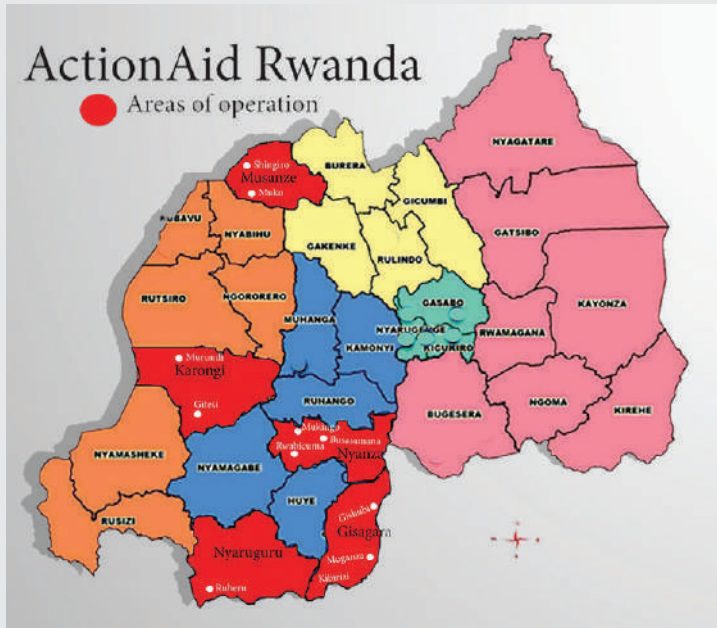 ActionAid Rwanda
Areas of operation
NYAGATARE
BURERA
Shingiro
Musanze
Muko
GICUMBI
RUBAVU
NYABIHU
GAKENKE
RULINDO
GATSIBO
RUTSIRO
NGORORERO
GASABO
KAYONZA
MUHANGA
NYARUGENGE
RWAMAGANA
KAMONYI
KICUKIRO
Murundi
Karongi
RUHANGO
NGOMA
KIREHE
BUGESERA
Gitesi
Mukingo
Busasamana
Rwabicuma
Nyanza
NYAMASHEKE
NYAMAGABE
HUYE
Gishubi
Gisagara
RUSIZI
Nyaruguru
Muganza
Kibirizi
Ruheru